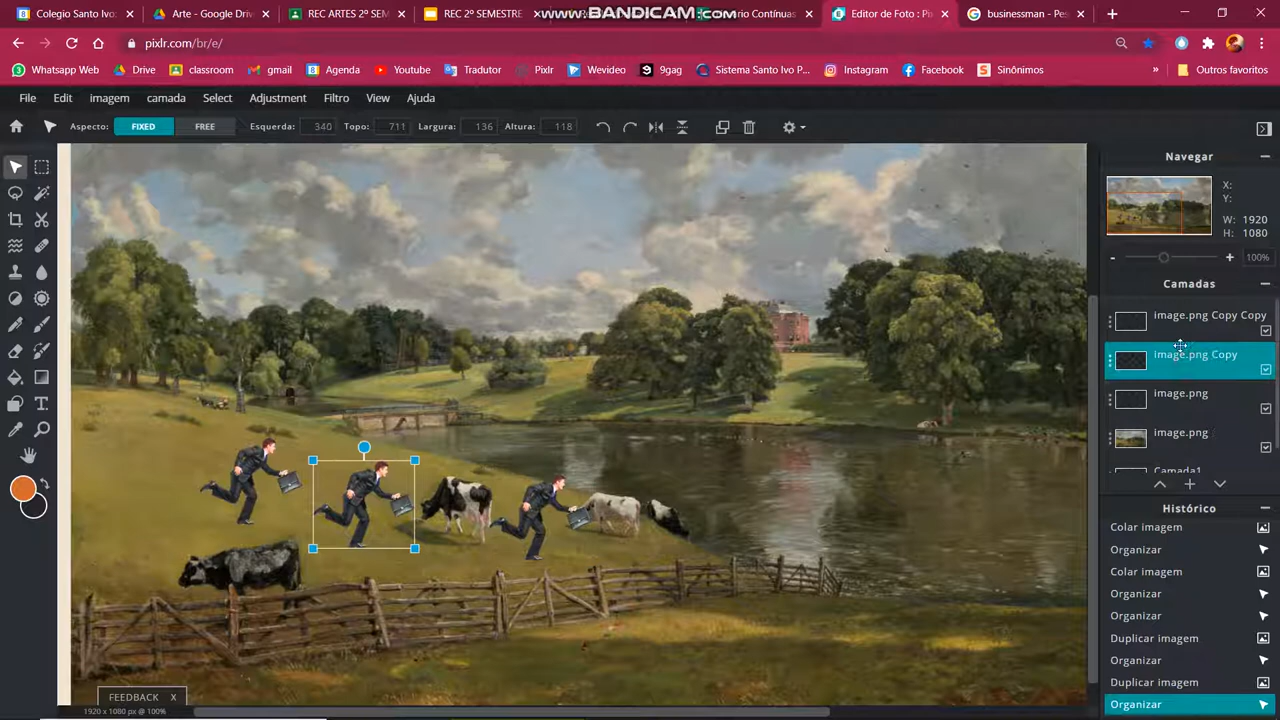 Colegio Santo Ivo:
Arte - Google Driv
REC ARTES 2º SEM
REC 2º SEMESTRE
www.BANDICAM.com
rio Contínuas
Editor de Foto : Pi
businessman - Pes
pixlr.com/br/e/
Whatsapp Web
Drive
classroom
gmail
Agenda
Youtube
Tradutor
Pixlr
Wevideo
9gag
Sistema Santo Ivo P...
Instagram
Facebook
Sinônimos
»
Outros favoritos
File
Edit
imagem
camada
Select
Adjustment
Filtro
View
Ajuda
Aspecto:
FIXED
FREE
Esquerda: 340
Topo: 711
Largura: 136
Altura: 118
Navegar
X:
Y:
W: 1920
H: 1080
100%
Camadas
image.png Copy Copy
image.png Copy
image.png
image.png
Camada1
Histórico
Colar imagem
Organizar
Colar imagem
Organizar
Organizar
Duplicar imagem
Organizar
Duplicar imagem
Organizar
FEEDBACK X
1920 x 1080 px @ 100%